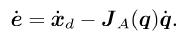 ė = ẋ_d − J_A(q)q̇.